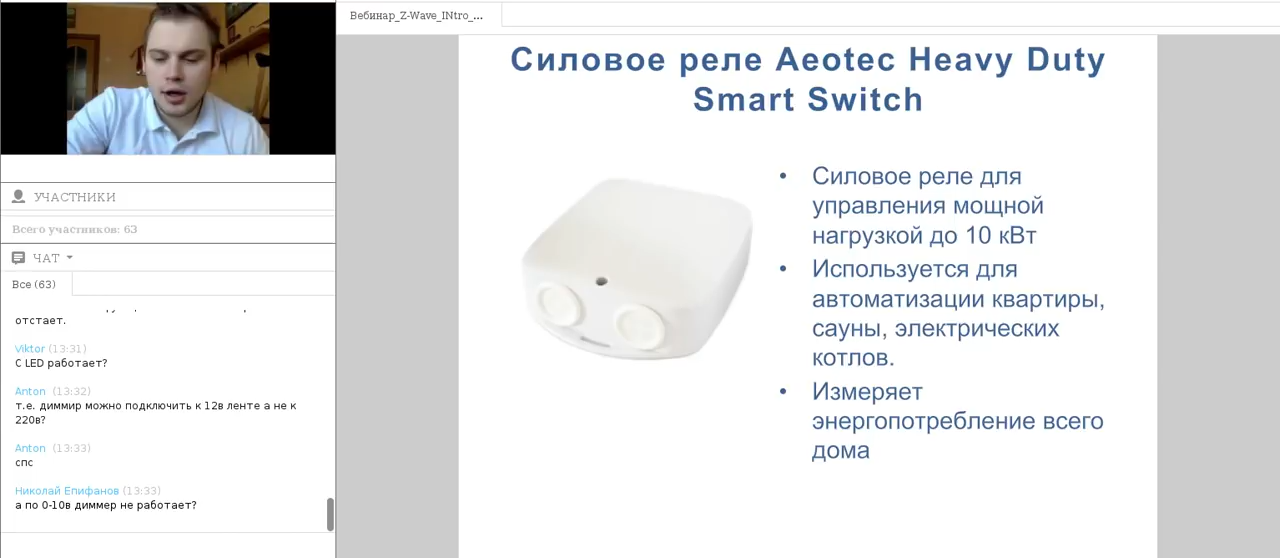 Вебинар_Z-Wave_INtro_...
УЧАСТНИКИ
Всего участников: 63
ЧАТ
Все (63)
отстает.
Viktor (13:31)
С LED работает?
Anton (13:32)
т.е. диммир можно подключить к 12в ленте а не к
220в?
Anton (13:33)
спс
Николай Епифанов (13:33)
а по 0-10в диммер не работает?
Силовое реле Aeotec Heavy Duty
Smart Switch
• Силовое реле для
управления мощной
нагрузкой до 10 кВт
• Используется для
автоматизации квартиры,
сауны, электрических
котлов.
• Измеряет
энергопотребление всего
дома